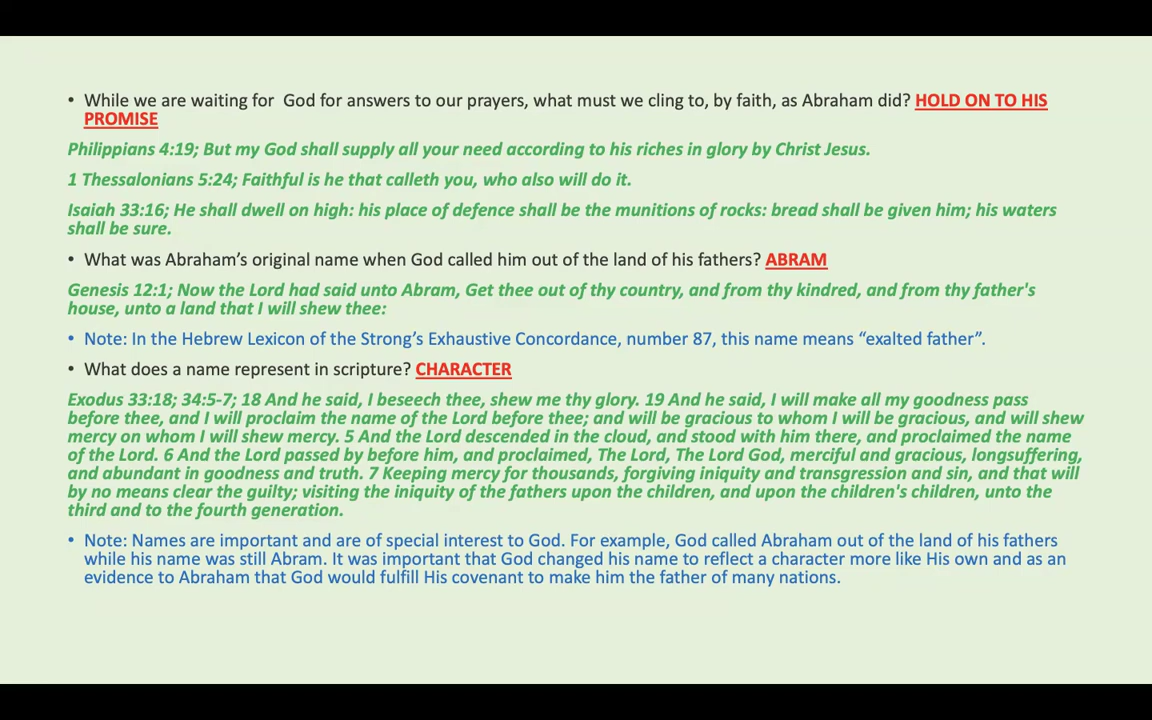 • While we are waiting for  God for answers to our prayers, what must we cling to, by faith, as Abraham did? HOLD ON TO HIS
PROMISE
Philippians 4:19; But my God shall supply all your need according to his riches in glory by Christ Jesus.
1 Thessalonians 5:24; Faithful is he that calleth you, who also will do it.
Isaiah 33:16; He shall dwell on high: his place of defence shall be the munitions of rocks: bread shall be given him; his waters
shall be sure.
• What was Abraham’s original name when God called him out of the land of his fathers? ABRAM
Genesis 12:1; Now the Lord had said unto Abram, Get thee out of thy country, and from thy kindred, and from thy father's
house, unto a land that I will shew thee:
• Note: In the Hebrew Lexicon of the Strong’s Exhaustive Concordance, number 87, this name means “exalted father”.
• What does a name represent in scripture? CHARACTER
Exodus 33:18; 34:5-7; 18 And he said, I beseech thee, shew me thy glory. 19 And he said, I will make all my goodness pass
before thee, and I will proclaim the name of the Lord before thee; and will be gracious to whom I will be gracious, and will shew
mercy on whom I will shew mercy. 5 And the Lord descended in the cloud, and stood with him there, and proclaimed the name
of the Lord. 6 And the Lord passed by before him, and proclaimed, The Lord, The Lord God, merciful and gracious, longsuffering,
and abundant in goodness and truth. 7 Keeping mercy for thousands, forgiving iniquity and transgression and sin, and that will
by no means clear the guilty; visiting the iniquity of the fathers upon the children, and upon the children's children, unto the
third and to the fourth generation.
• Note: Names are important and are of special interest to God. For example, God called Abraham out of the land of his fathers
while his name was still Abram. It was important that God changed his name to reflect a character more like His own and as an
evidence to Abraham that God would fulfill His covenant to make him the father of many nations.